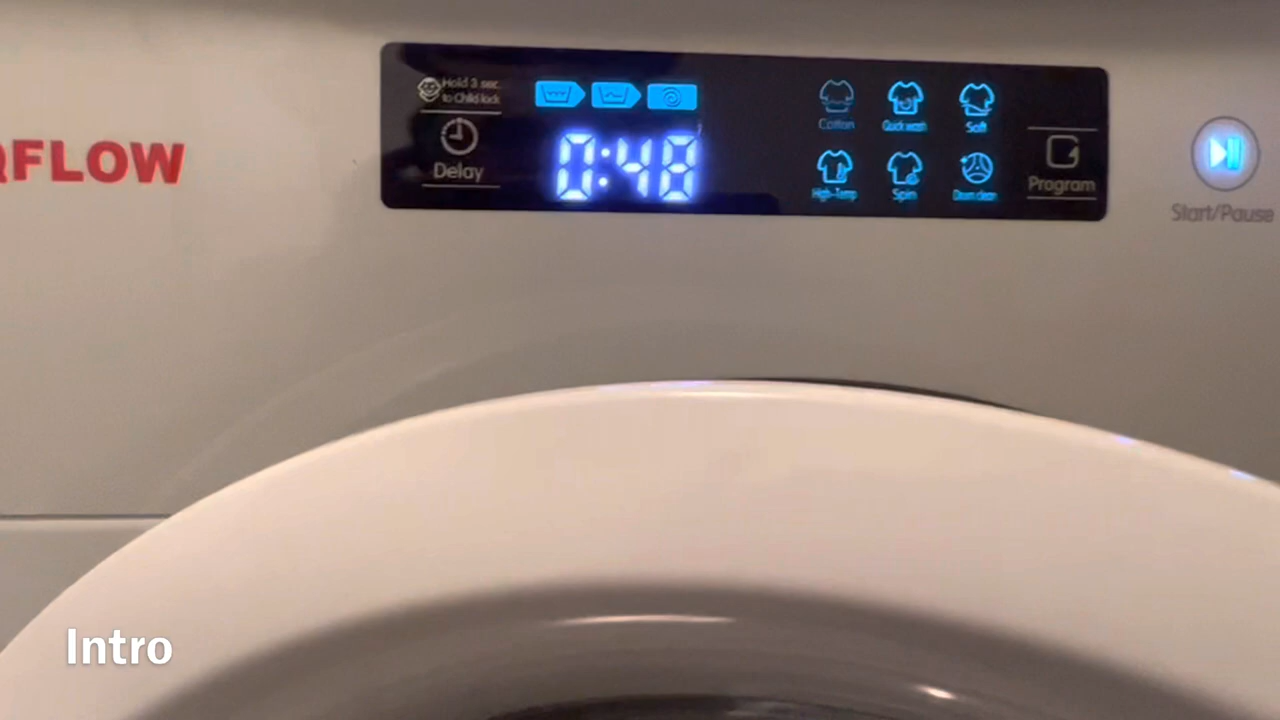 QFLOW
Hold 3 sec.
to Child lock
Delay
0:48
Cotton
Quick wash
Soft
High-Temp
Spin
Drum clean
Program
Start/Pause
Intro